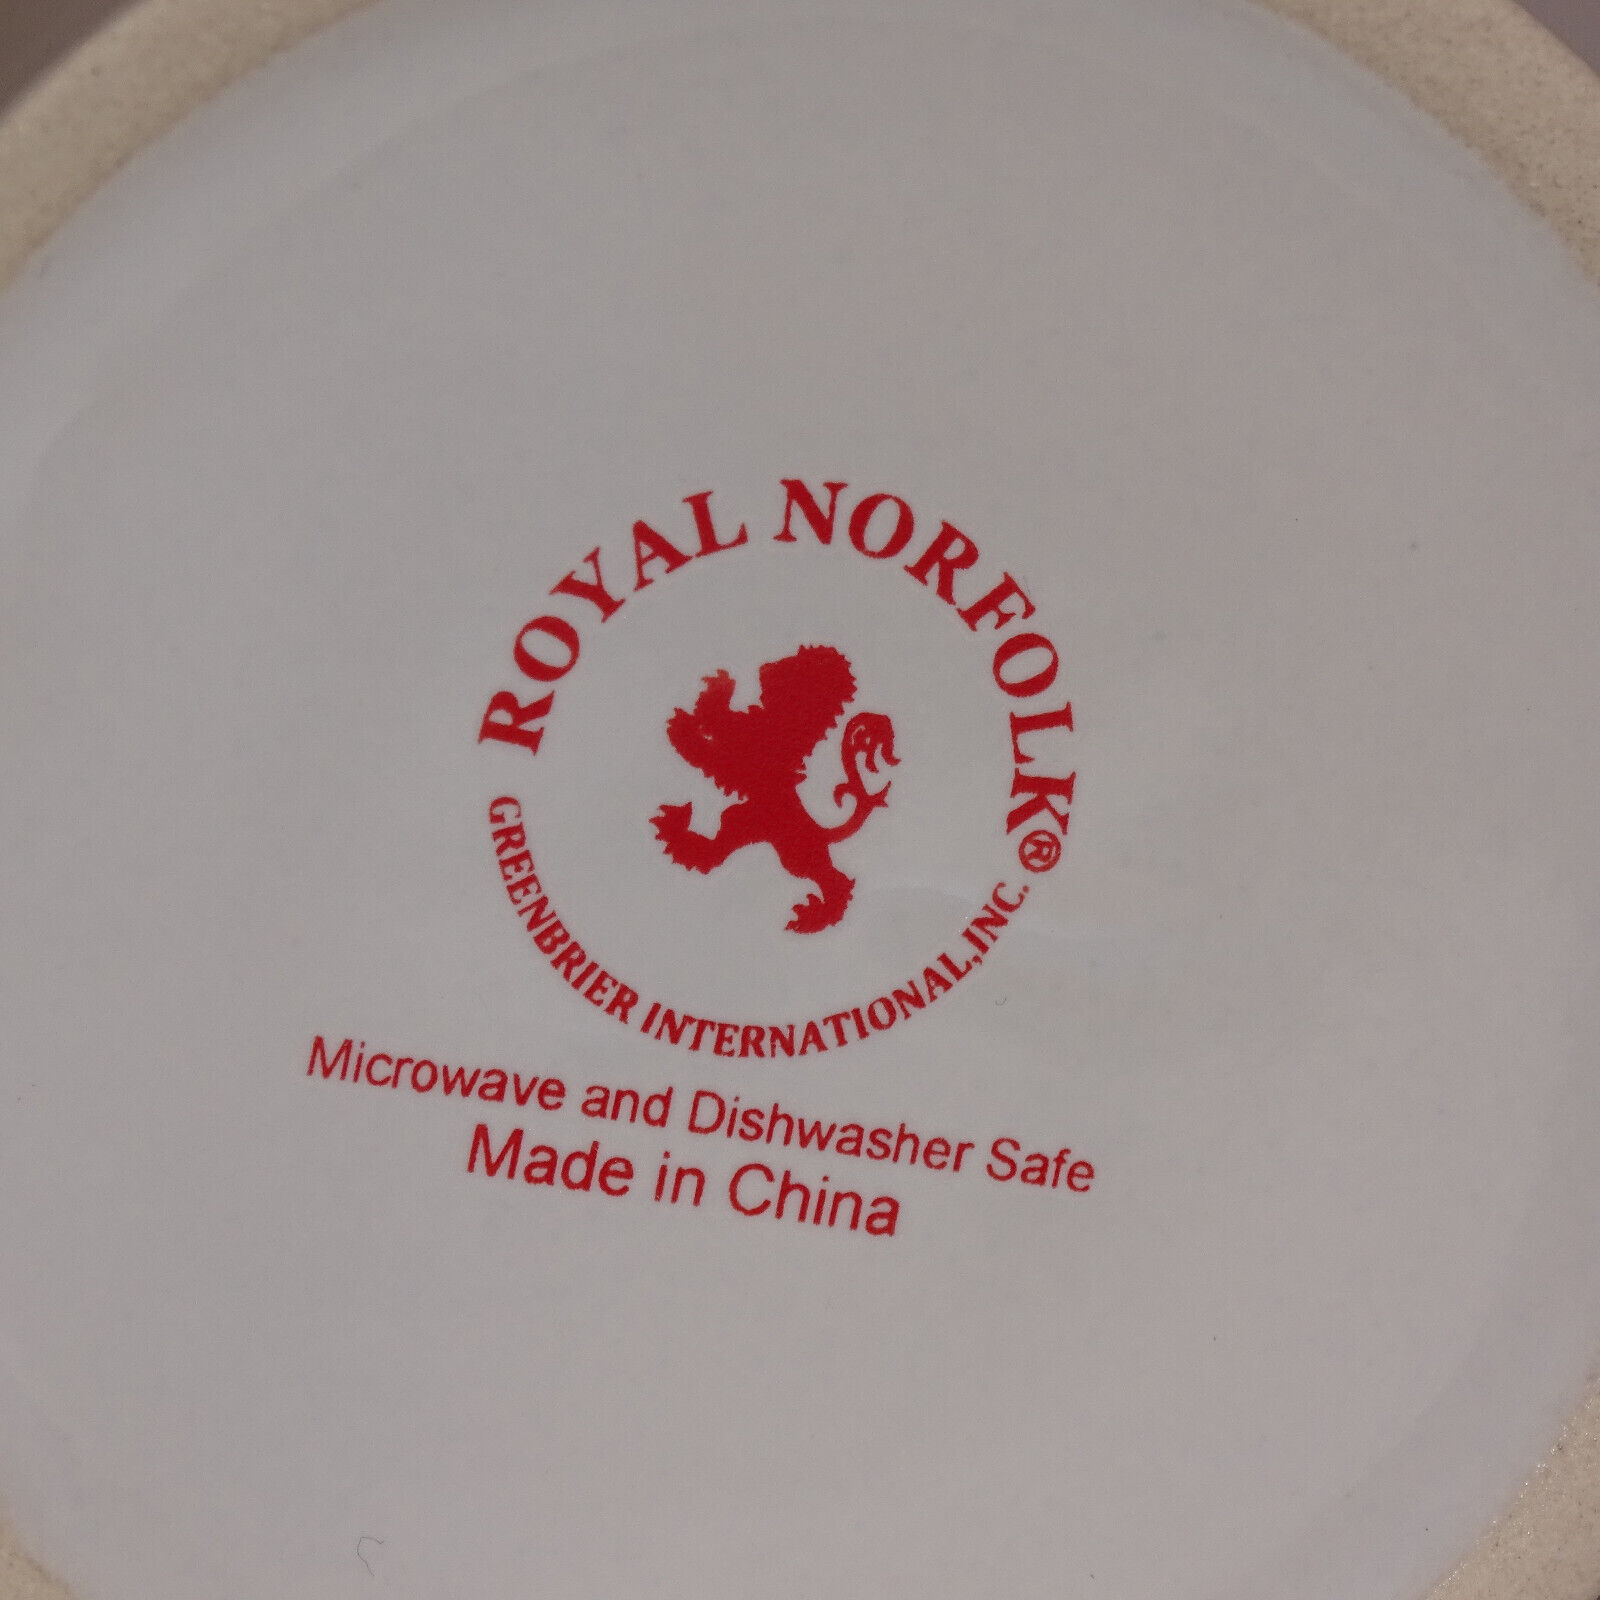 ROYAL NORFOLK®
GREENBRIER INTERNATIONAL,INC.
Microwave and Dishwasher Safe
Made in China